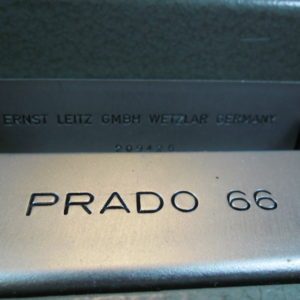 ERNST LEITZ GMBH WETZLAR GERMANY
PRADO 66